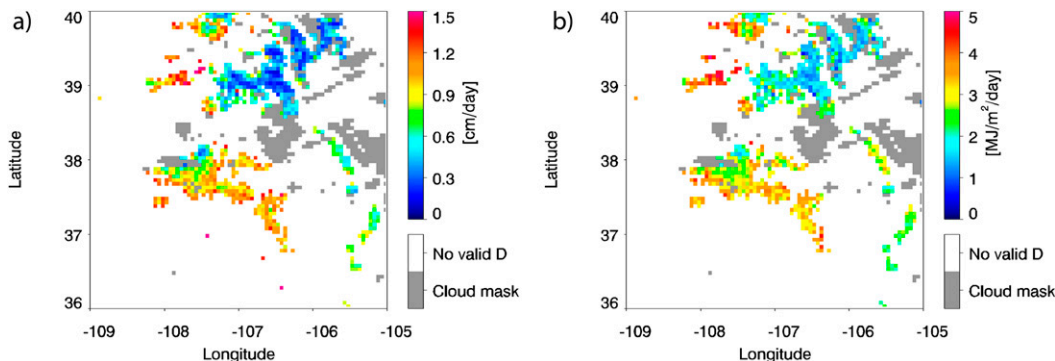 a)
40
39
38
37
36
Latitude
-109 -108 -107 -106 -105
Longitude
1.5
1.2
0.9
0.6
0.3
0
[cm/day]
No valid D
Cloud mask
b)
40
39
38
37
36
Latitude
-109 -108 -107 -106 -105
Longitude
5
4
3
2
1
0
[MJ/m²/day]
No valid D
Cloud mask